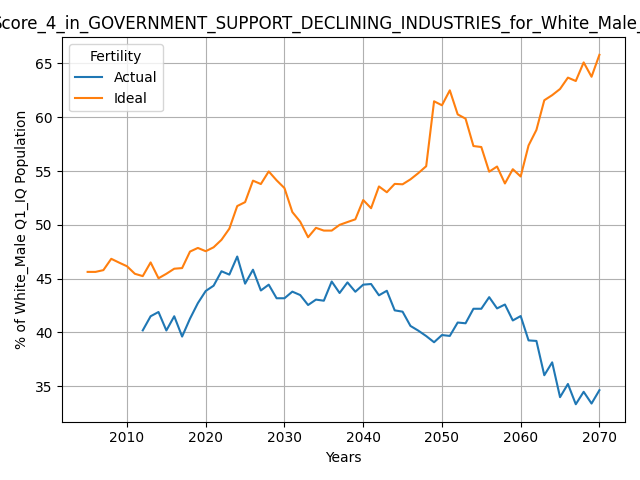 Score_4_in_GOVERNMENT_SUPPORT_DECLINING_INDUSTRIES_for_White_Male_
Fertility
Actual
Ideal
% of White_Male Q1_IQ Population
65
60
55
50
45
40
35
2010 2020 2030 2040 2050 2060 2070
Years